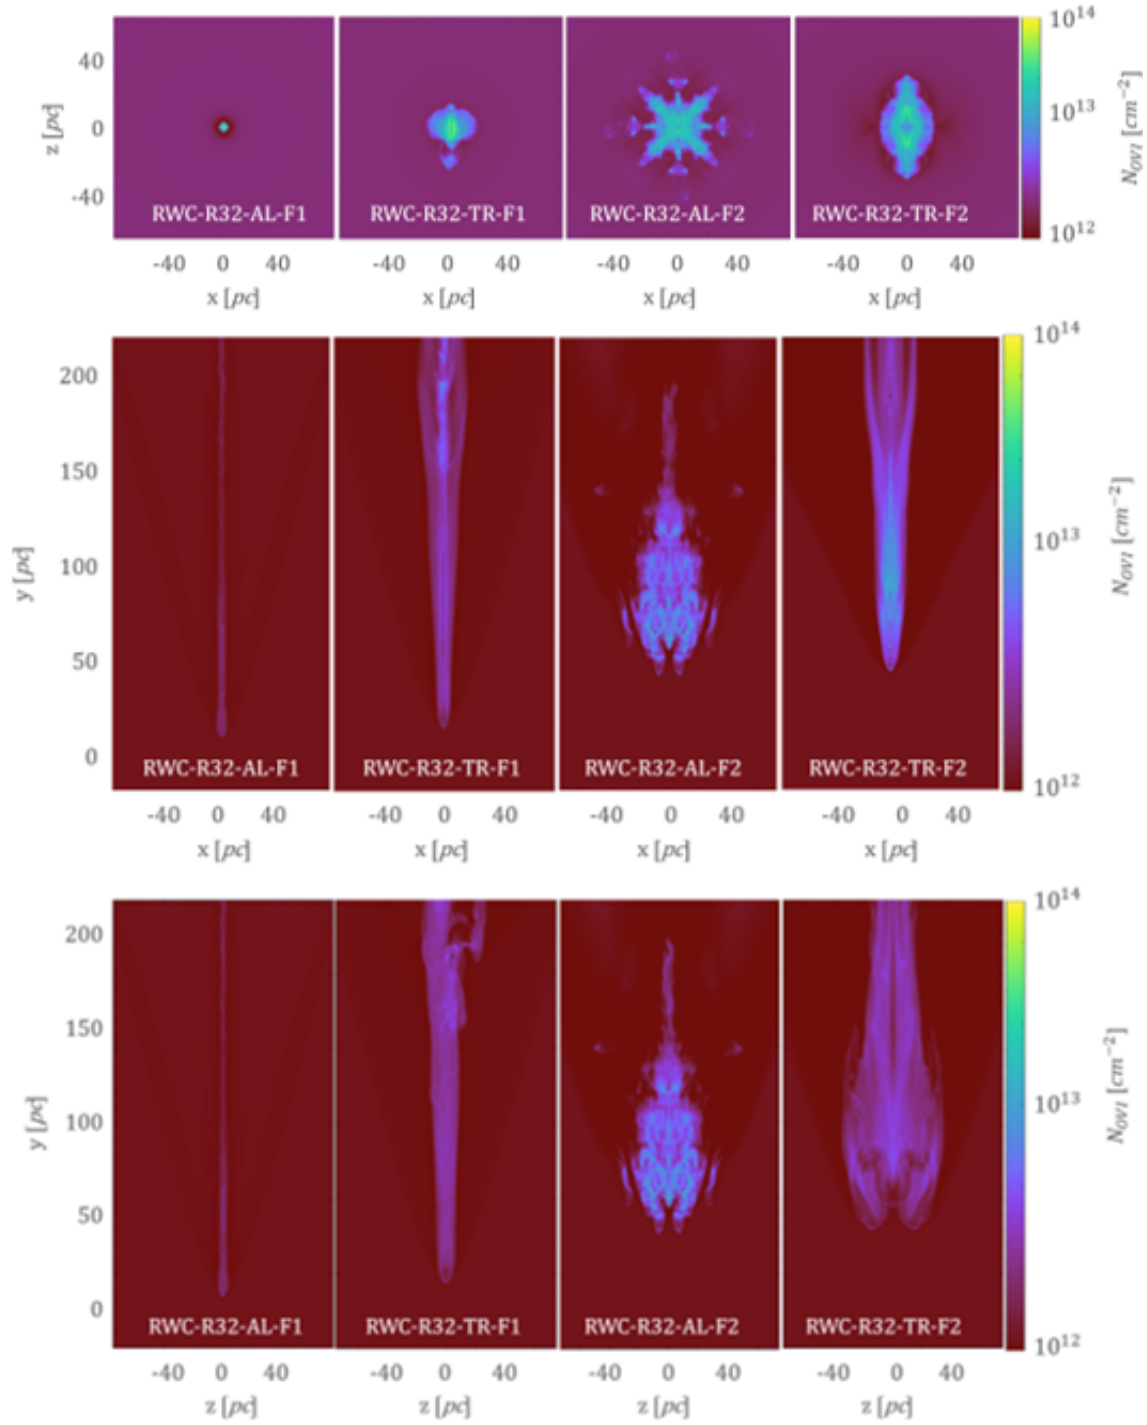 z [pc]
40
0
-40
RWC-R32-AL-F1
RWC-R32-TR-F1
RWC-R32-AL-F2
RWC-R32-TR-F2
10^14
10^13
10^12
N_OVI [cm^−2]
-40 0 40
-40 0 40
-40 0 40
-40 0 40
x [pc]
x [pc]
x [pc]
x [pc]
y [pc]
200
150
100
50
0
RWC-R32-AL-F1
RWC-R32-TR-F1
RWC-R32-AL-F2
RWC-R32-TR-F2
10^14
10^13
10^12
N_OVI [cm^−2]
-40 0 40
-40 0 40
-40 0 40
-40 0 40
x [pc]
x [pc]
x [pc]
x [pc]
y [pc]
200
150
100
50
0
RWC-R32-AL-F1
RWC-R32-TR-F1
RWC-R32-AL-F2
RWC-R32-TR-F2
10^14
10^13
10^12
N_OVI [cm^−2]
-40 0 40
-40 0 40
-40 0 40
-40 0 40
z [pc]
z [pc]
z [pc]
z [pc]